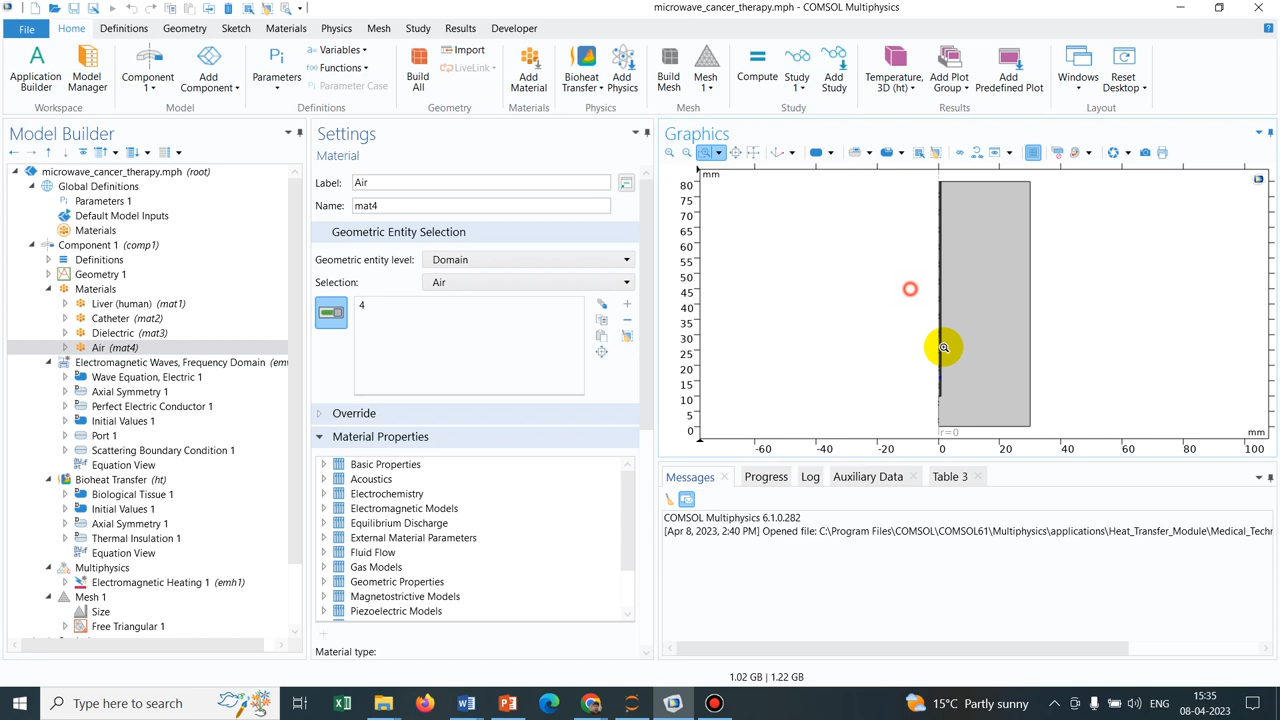 microwave_cancer_therapy.mph - COMSOL Multiphysics
File
Home
Definitions
Geometry
Sketch
Materials
Physics
Mesh
Study
Results
Developer
Application Builder
Model Manager
Workspace
Component 1
Add Component
Model
Parameters
Variables
Functions
Parameter Case
Definitions
Build All
Import
LiveLink
Geometry
Add Material
Materials
Bioheat Transfer
Add Physics
Physics
Build Mesh
Mesh 1
Mesh
Compute
Study 1
Add Study
Study
Temperature, 3D (ht)
Add Plot Group
Add Predefined Plot
Results
Windows
Reset Desktop
Layout
Model Builder
microwave_cancer_therapy.mph (root)
Global Definitions
Parameters 1
Default Model Inputs
Materials
Component 1 (comp1)
Definitions
Geometry 1
Materials
Liver (human) (mat1)
Catheter (mat2)
Dielectric (mat3)
Air (mat4)
Electromagnetic Waves, Frequency Domain (em
Wave Equation, Electric 1
Axial Symmetry 1
Perfect Electric Conductor 1
Initial Values 1
Port 1
Scattering Boundary Condition 1
Equation View
Bioheat Transfer (ht)
Biological Tissue 1
Initial Values 1
Axial Symmetry 1
Thermal Insulation 1
Equation View
Multiphysics
Electromagnetic Heating 1 (emh1)
Mesh 1
Size
Free Triangular 1
Settings
Material
Label: Air
Name: mat4
Geometric Entity Selection
Geometric entity level: Domain
Selection: Air
4
Override
Material Properties
Basic Properties
Acoustics
Electrochemistry
Electromagnetic Models
Equilibrium Discharge
External Material Parameters
Fluid Flow
Gas Models
Geometric Properties
Magnetostrictive Models
Piezoelectric Models
Material type:
Graphics
mm
80
75
70
65
60
55
50
45
40
35
30
25
20
15
10
5
0
r=0
mm
-60 -40 -20 0 20 40 60 80 100
Messages
Progress
Log
Auxiliary Data
Table 3
COMSOL Multiphysics 6.1.0.282
[Apr 8, 2023, 2:40 PM] Opened file: C:\Program Files\COMSOL\COMSOL61\Multiphysics\applications\Heat_Transfer_Module\Medical_Techn
1.02 GB | 1.22 GB
Type here to search
15°C Partly sunny
ENG
15:35
08-04-2023